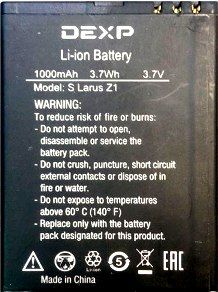 DEXP
Li-ion Battery
1000mAh 3.7Wh 3.7V
Model: S Larus Z1
WARNING:
To reduce risk of fire or burns:
- Do not attempt to open,
disassemble or service the
battery pack.
- Do not crush, puncture, short circuit
external contacts or dispose of in
fire or water.
- Do not expose to temperatures
above 60° C (140° F)
- Replace only with the battery
pack designated for this product.
Li-ion 5 EAC
Made in China